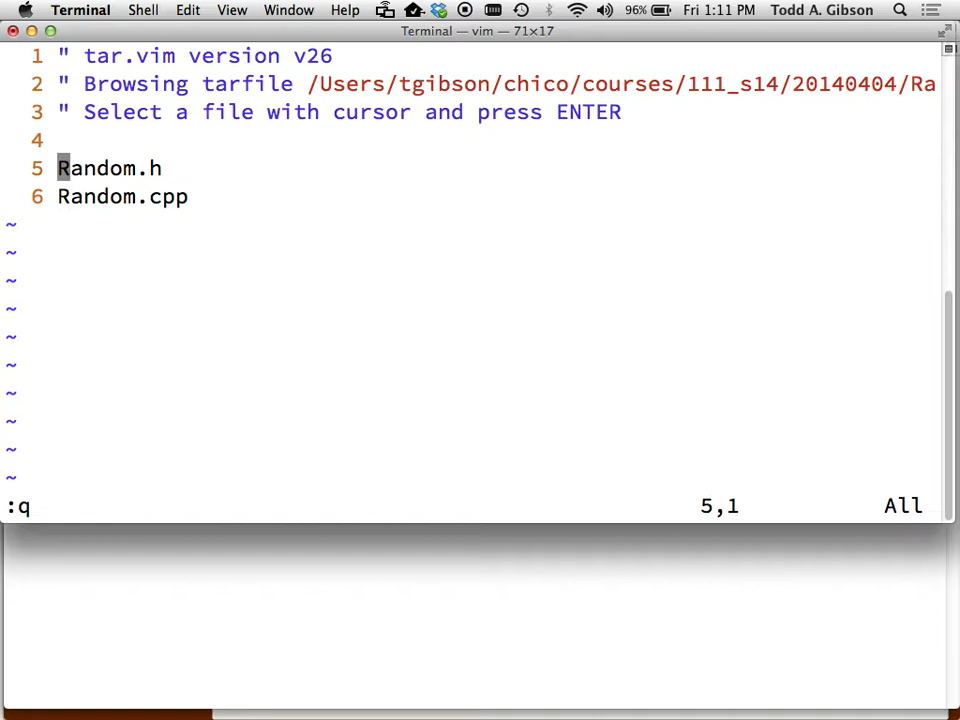 Terminal Shell Edit View Window Help 96% Fri 1:11 PM Todd A. Gibson
Terminal — vim — 71×17
1 " tar.vim version v26
2 " Browsing tarfile /Users/tgibson/chico/courses/111_s14/20140404/Ra
3 " Select a file with cursor and press ENTER
4
5 Random.h
6 Random.cpp
~
~
~
~
~
~
~
~
~
~
:q 5,1 All